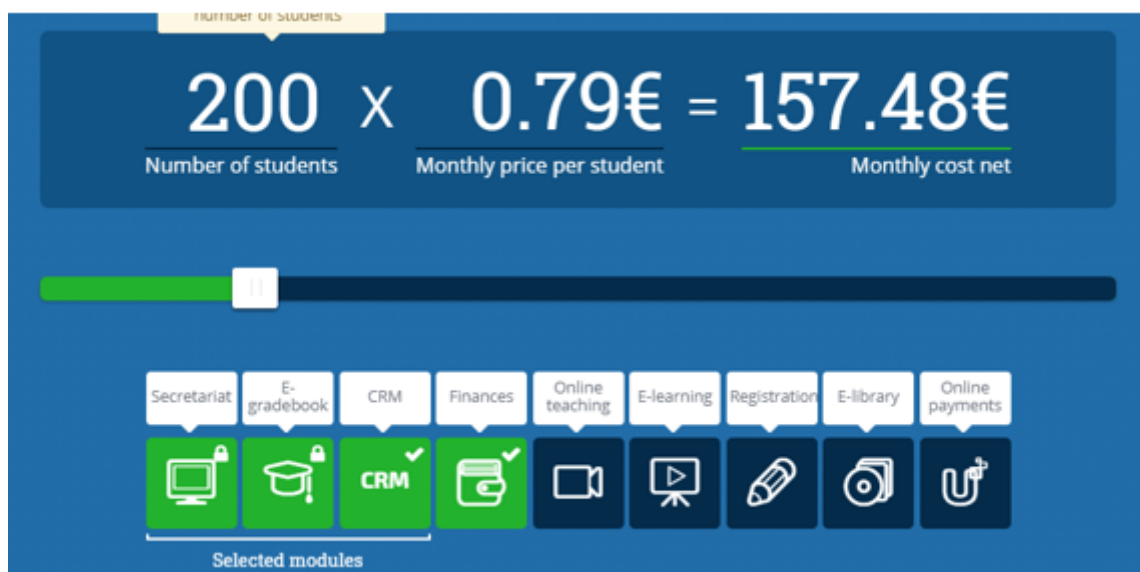 number of students
200 X 0.79€ = 157.48€
Number of students Monthly price per student Monthly cost net
Secretariat E-gradebook CRM Finances Online teaching E-learning Registration E-library Online payments
CRM
Selected modules